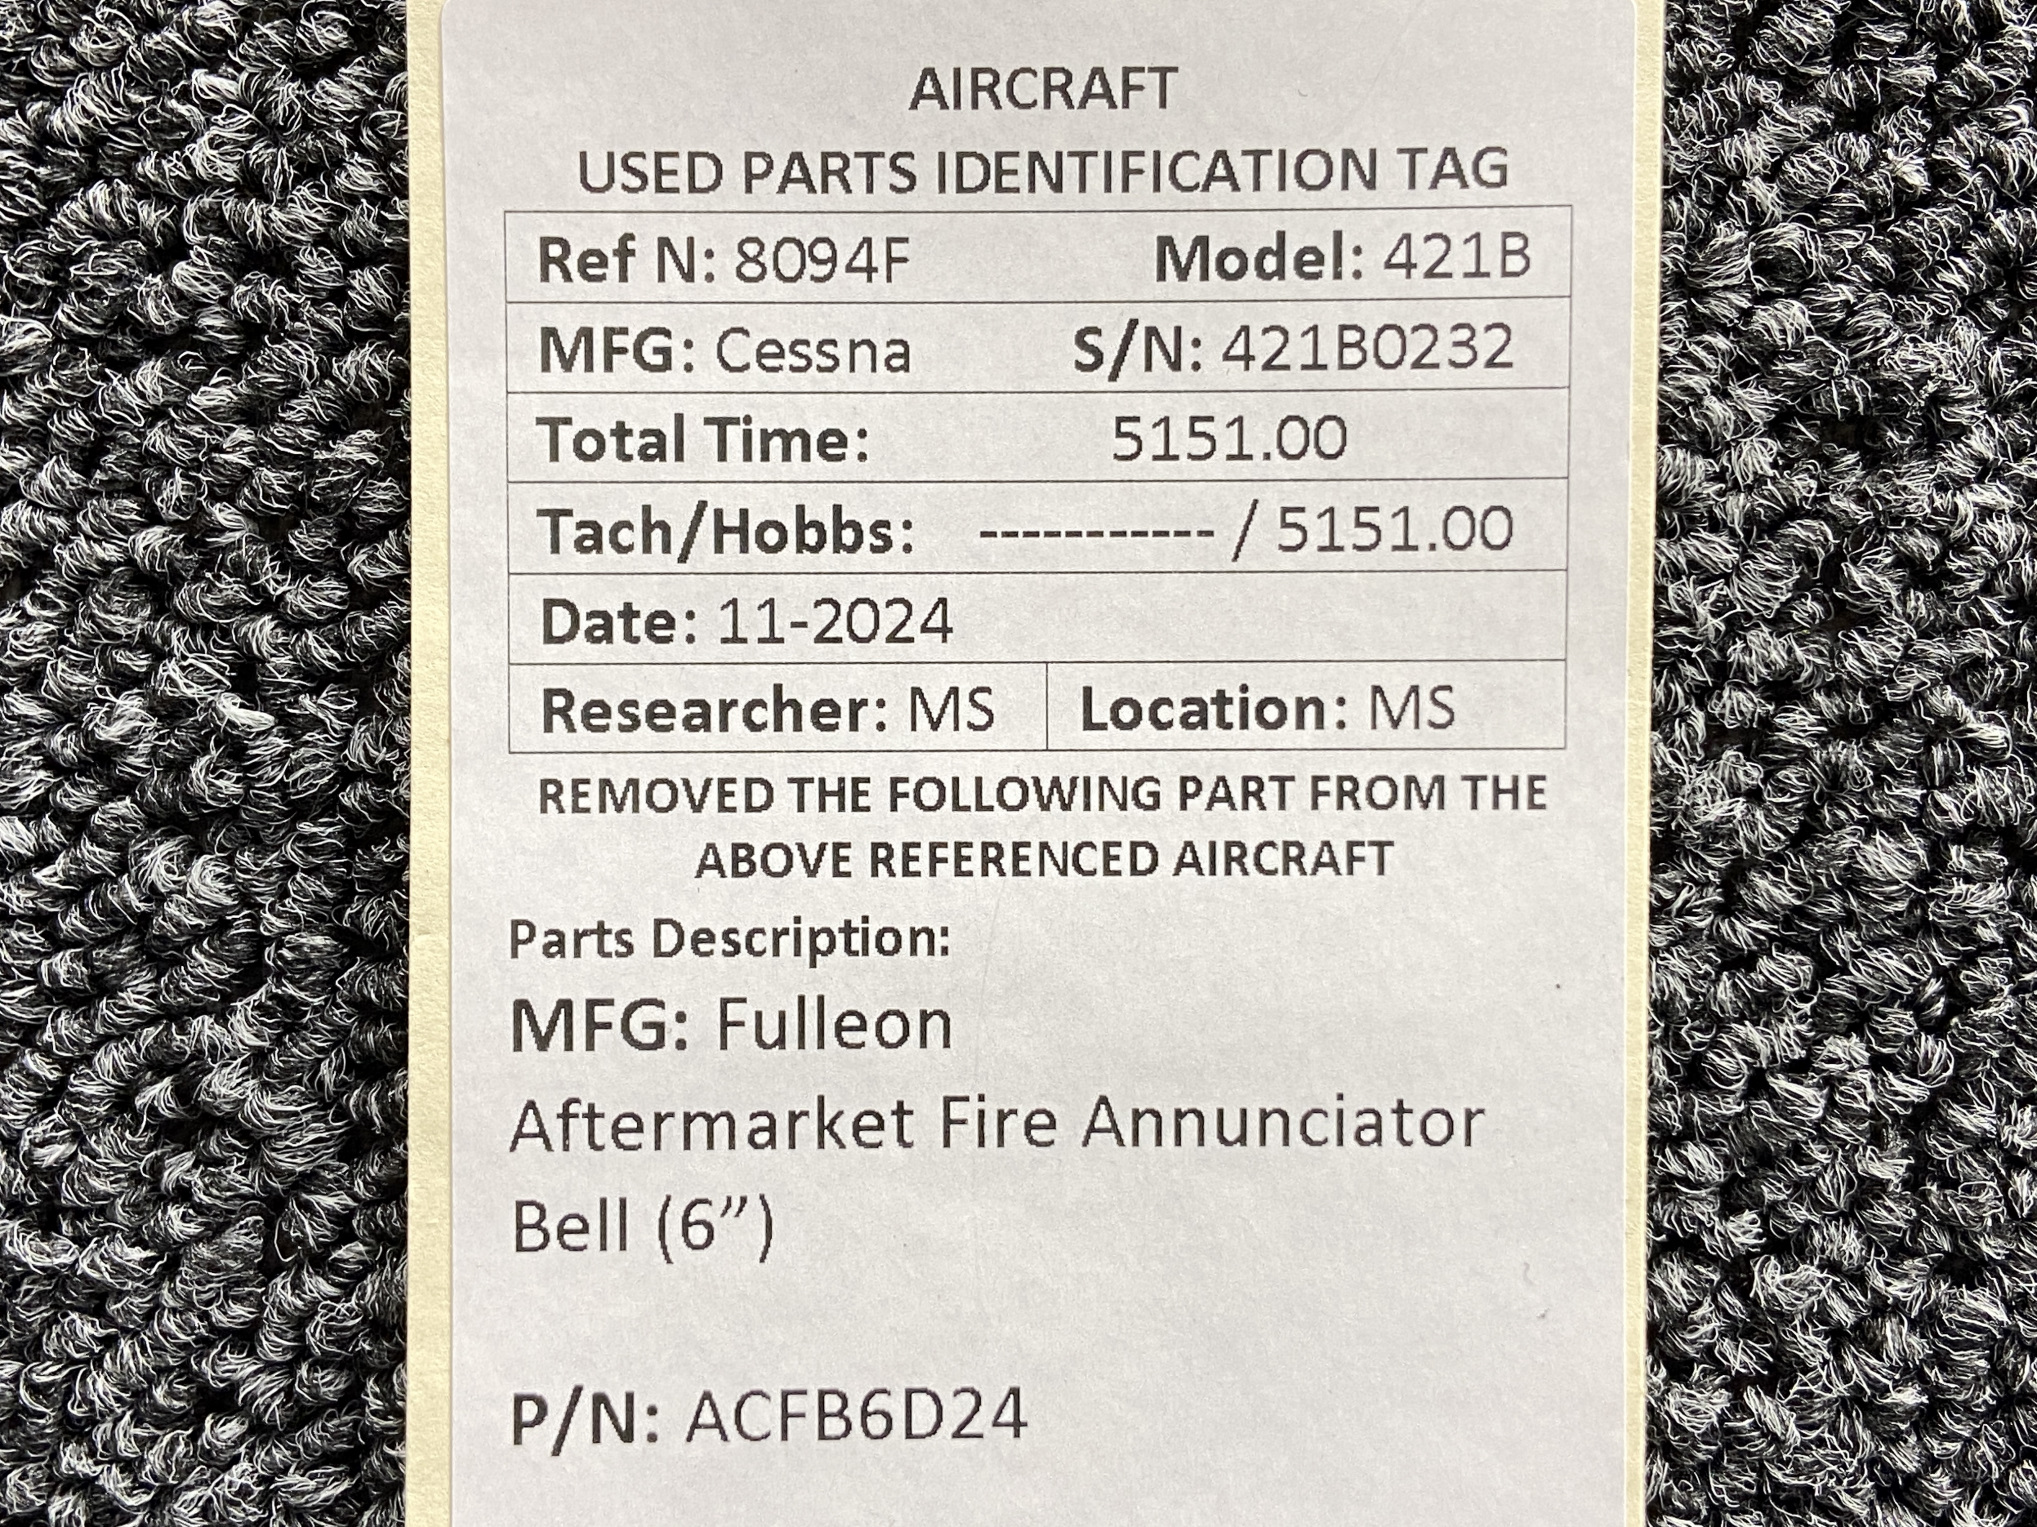 AIRCRAFT
USED PARTS IDENTIFICATION TAG
Ref N: 8094F Model: 421B
MFG: Cessna S/N: 421B0232
Total Time: 5151.00
Tach/Hobbs: ----------- / 5151.00
Date: 11-2024
Researcher: MS Location: MS
REMOVED THE FOLLOWING PART FROM THE
ABOVE REFERENCED AIRCRAFT
Parts Description:
MFG: Fulleon
Aftermarket Fire Annunciator
Bell (6”)
P/N: ACFB6D24